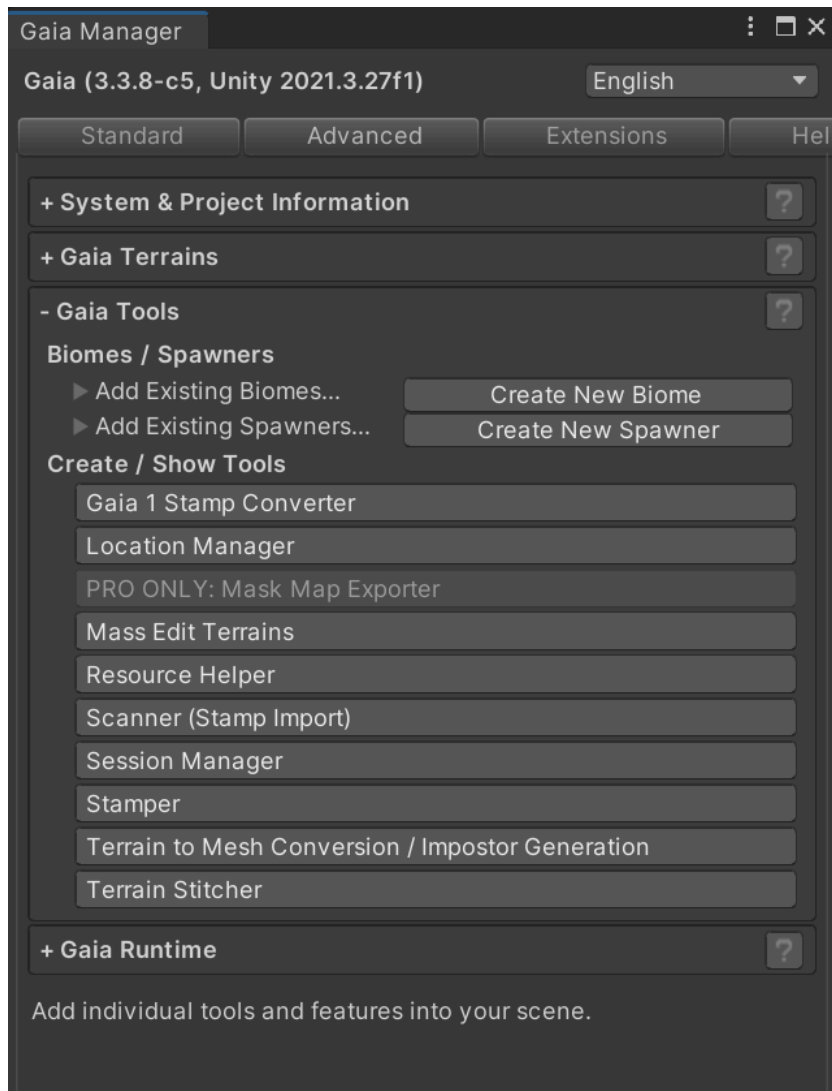 Gaia Manager
Gaia (3.3.8-c5, Unity 2021.3.27f1) English
Standard Advanced Extensions Hel
+ System & Project Information ?
+ Gaia Terrains ?
- Gaia Tools ?
Biomes / Spawners
Add Existing Biomes... Create New Biome
Add Existing Spawners... Create New Spawner
Create / Show Tools
Gaia 1 Stamp Converter
Location Manager
PRO ONLY: Mask Map Exporter
Mass Edit Terrains
Resource Helper
Scanner (Stamp Import)
Session Manager
Stamper
Terrain to Mesh Conversion / Impostor Generation
Terrain Stitcher
+ Gaia Runtime ?
Add individual tools and features into your scene.